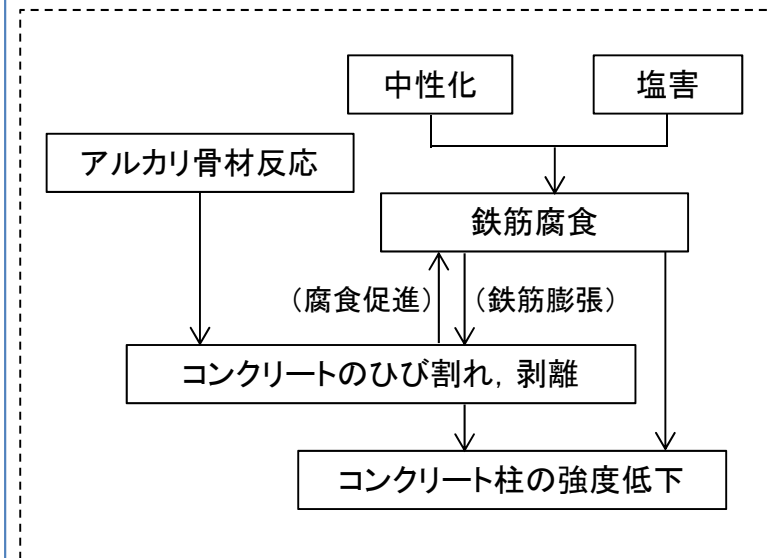 中性化
塩害
アルカリ骨材反応
鉄筋腐食
(腐食促進)
(鉄筋膨張)
コンクリートのひび割れ, 剥離
コンクリート柱の強度低下